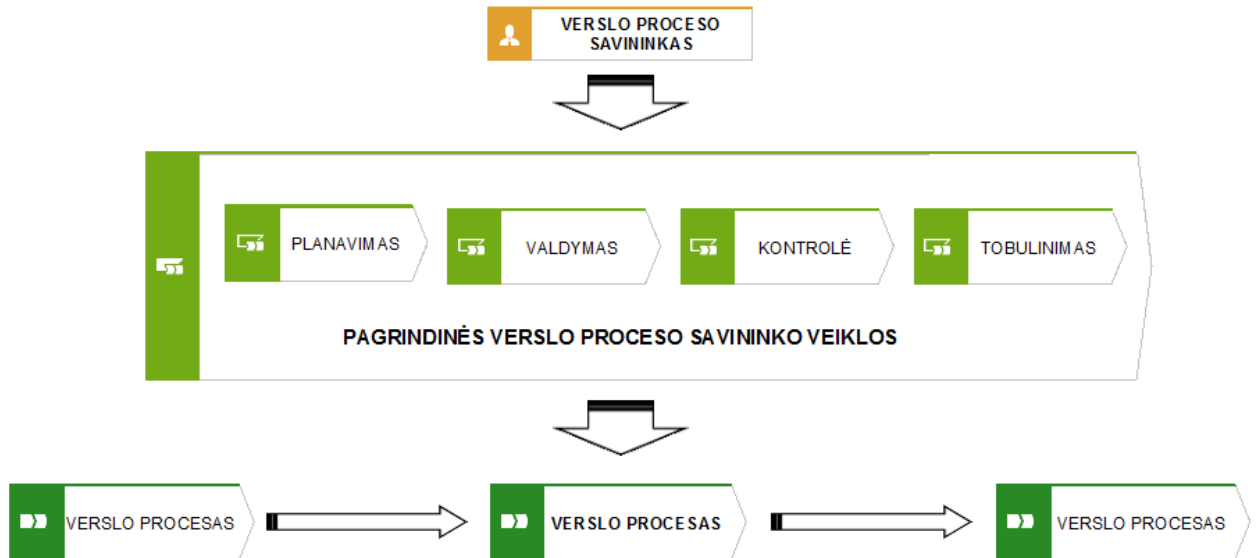 VERSLO PROCESO
SAVININKAS
PLANAVIMAS
VALDYMAS
KONTROLĖ
TOBULINIMAS
PAGRINDINĖS VERSLO PROCESO SAVININKO VEIKLOS
VERSLO PROCESAS
VERSLO PROCESAS
VERSLO PROCESAS